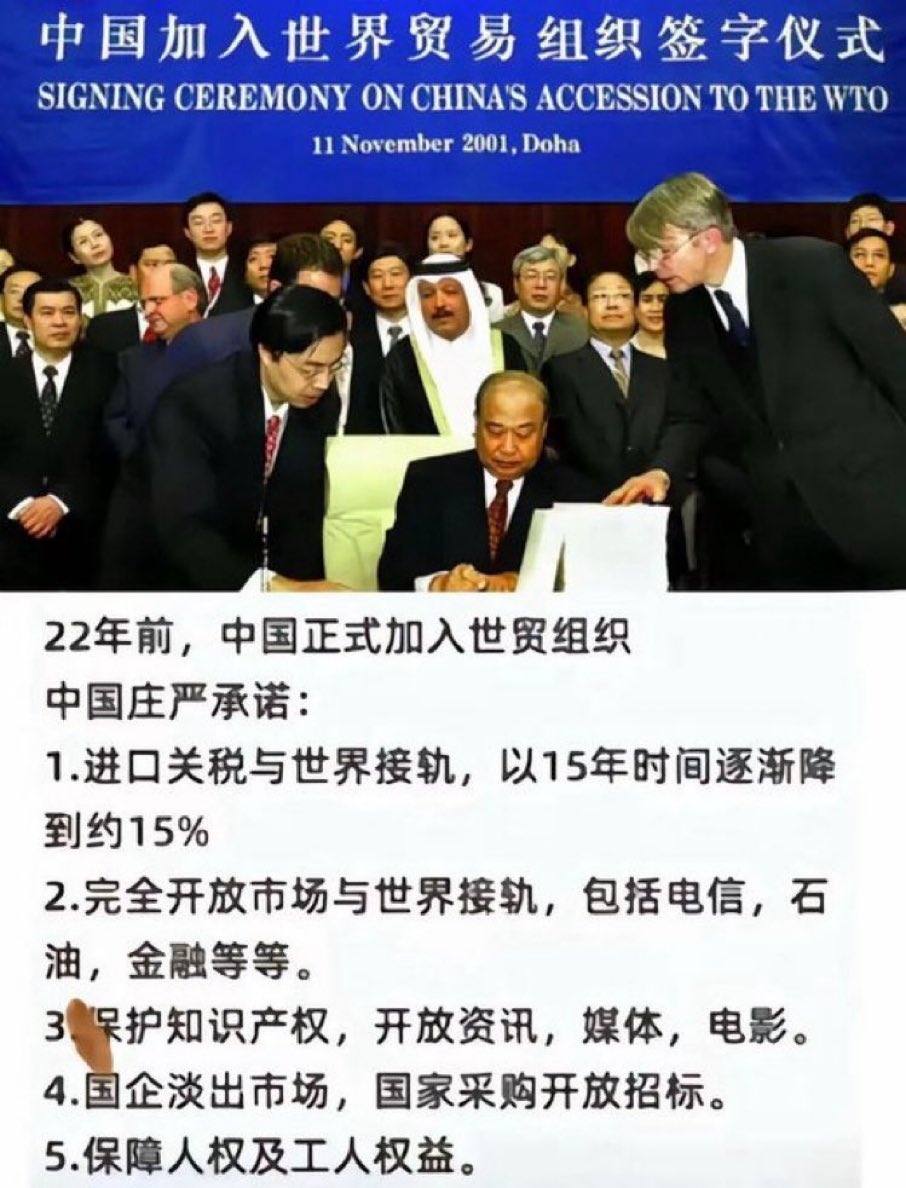 中国加入世界贸易组织签字仪式
SIGNING CEREMONY ON CHINA'S ACCESSION TO THE WTO
11 November 2001, Doha
22年前，中国正式加入世贸组织
中国庄严承诺：
1.进口关税与世界接轨，以15年时间逐渐降
到约15%
2.完全开放市场与世界接轨，包括电信，石
油，金融等等。
3.保护知识产权，开放资讯，媒体，电影。
4.国企淡出市场，国家采购开放招标。
5.保障人权及工人权益。